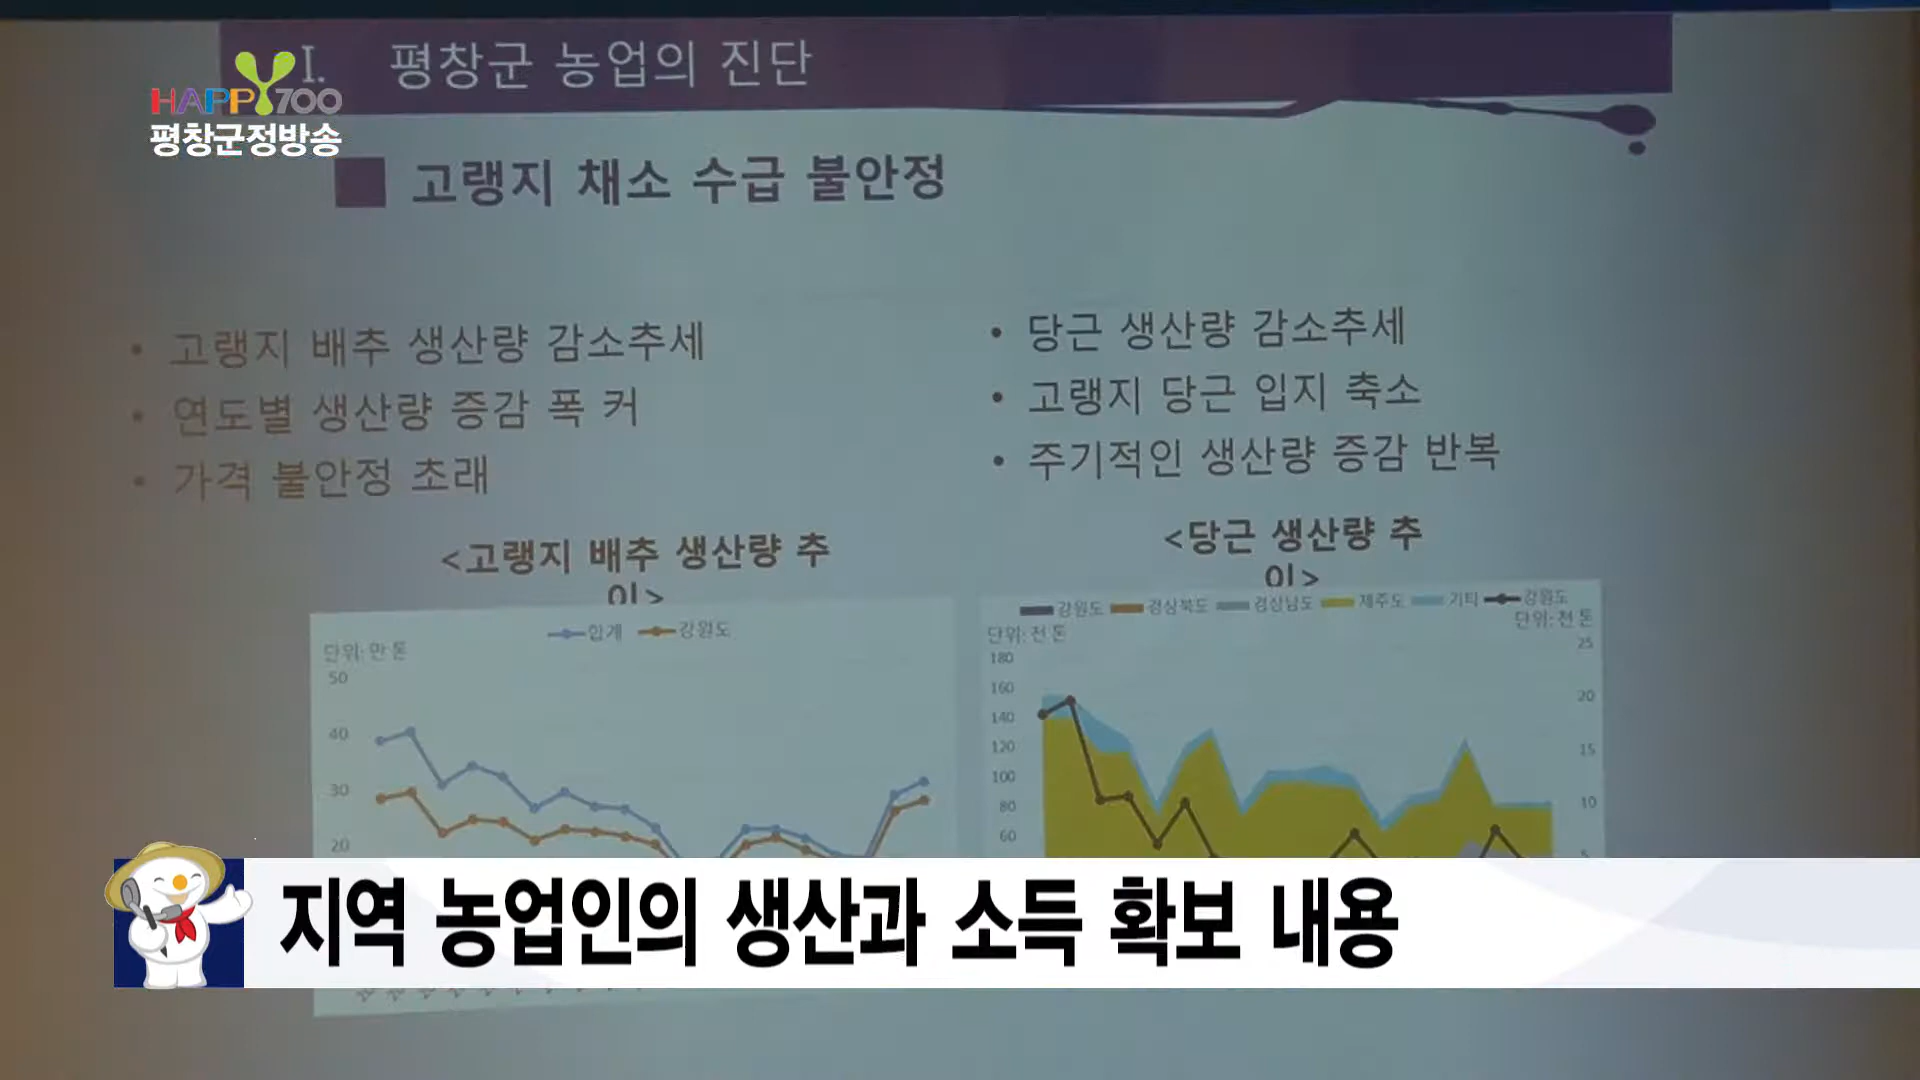 I. 평창군 농업의 진단
HAPPY700
평창군정방송
고랭지 채소 수급 불안정
• 고랭지 배추 생산량 감소추세
• 연도별 생산량 증감 폭 커
• 가격 불안정 초래
• 당근 생산량 감소추세
• 고랭지 당근 입지 축소
• 주기적인 생산량 증감 반복
<고랭지 배추 생산량 추
이>
합계 강원도
단위: 만 톤
50
40
30
20
<당근 생산량 추
이>
강원도 경상북도 경상남도 제주도 기타 강원도
단위: 천 톤
단위: 천 톤
180
160
140
120
100
80
60
25
20
15
10
지역 농업인의 생산과 소득 확보 내용